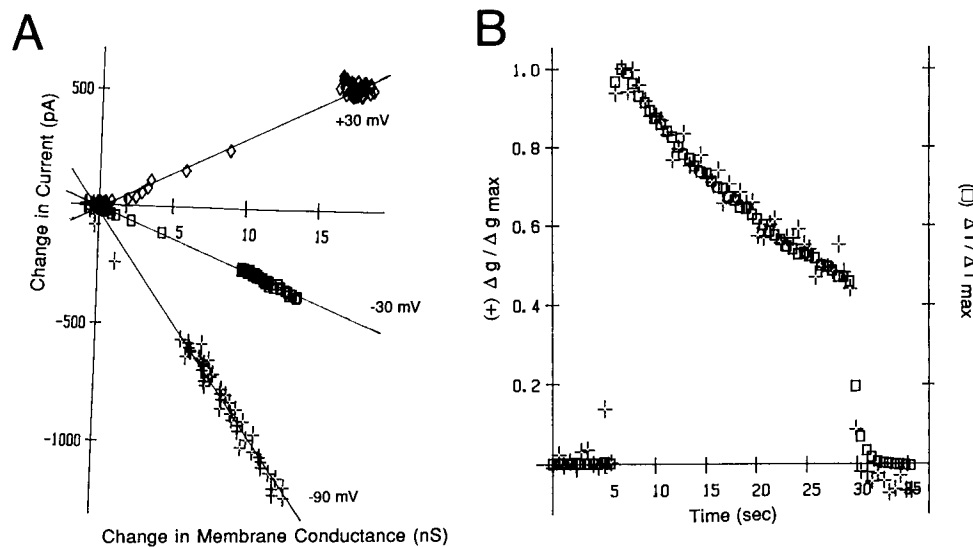 A
Change in Current (pA)
500
-500
-1000
5
10
15
+30 mV
-30 mV
-90 mV
Change in Membrane Conductance (nS)
B
(+) Δ g / Δ g max
1.0
0.8
0.6
0.4
0.2
5
10
15
20
25
30
35
Time (sec)
(□) Δ I / Δ I max